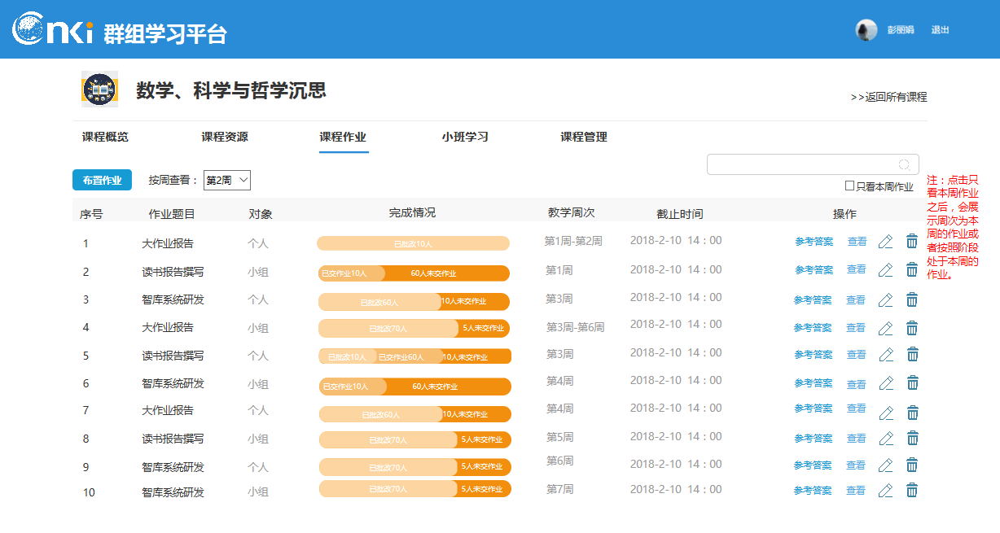 Cnki 群组学习平台
彭丽娟 退出
数学、科学与哲学沉思
>>返回所有课程
课程概览 课程资源 课程作业 小班学习 课程管理
布置作业 按周查看： 第2周
只看本周作业
注：点击只
看本周作业
之后，会展
示周次为本
周的作业或
者按照阶段
处于本周的
作业。
序号 作业题目 对象 完成情况 教学周次 截止时间 操作
1 大作业报告 个人 已批改10人 第1周-第2周 2018-2-10 14：00 参考答案 查看
2 读书报告撰写 小组 已交作业10人 60人未交作业 第1周 2018-2-10 14：00 参考答案 查看
3 智库系统研发 个人 已批改60人 10人未交作业 第3周 2018-2-10 14：00 参考答案 查看
4 大作业报告 小组 已批改70人 5人未交作业 第3周-第6周 2018-2-10 14：00 参考答案 查看
5 读书报告撰写 个人 已批改10人 已交作业60人 10人未交作业 第3周 2018-2-10 14：00 参考答案 查看
6 智库系统研发 小组 已交作业10人 60人未交作业 第4周 2018-2-10 14：00 参考答案 查看
7 大作业报告 个人 已批改60人 10人未交作业 第4周 2018-2-10 14：00 参考答案 查看
8 读书报告撰写 小组 已批改70人 5人未交作业 第5周 2018-2-10 14：00 参考答案 查看
9 智库系统研发 个人 已批改70人 5人未交作业 第6周 2018-2-10 14：00 参考答案 查看
10 智库系统研发 小组 已批改70人 5人未交作业 第7周 2018-2-10 14：00 参考答案 查看